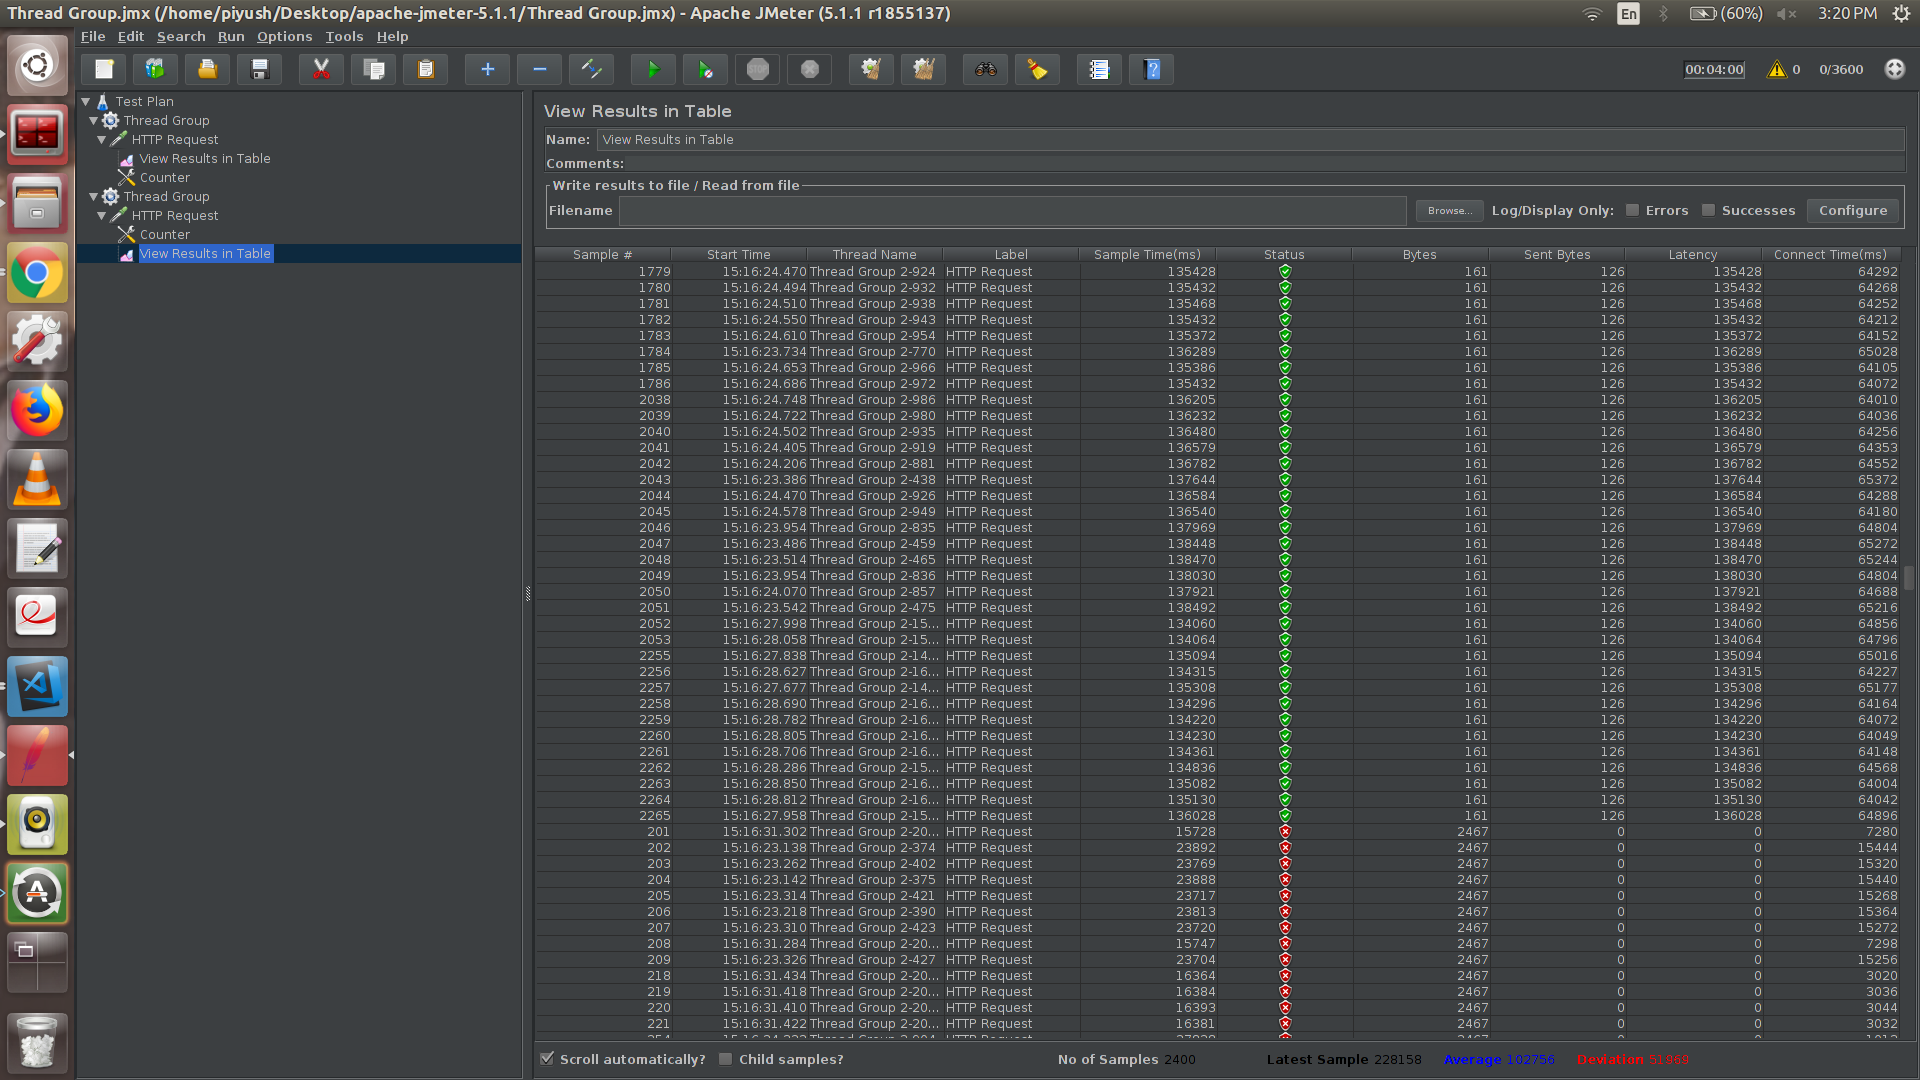 Thread Group.jmx (/home/piyush/Desktop/apache-jmeter-5.1.1/Thread Group.jmx) - Apache JMeter (5.1.1 r1855137)
En (60%) 3:20 PM
File Edit Search Run Options Tools Help
00:04:00 0 0/3600
Test Plan
Thread Group
HTTP Request
View Results in Table
Counter
Thread Group
HTTP Request
Counter
View Results in Table
View Results in Table
Name: View Results in Table
Comments:
Write results to file / Read from file
Filename Browse... Log/Display Only: Errors Successes Configure
Sample # Start Time Thread Name Label Sample Time(ms) Status Bytes Sent Bytes Latency Connect Time(ms)
1779 15:16:24.470 Thread Group 2-924 HTTP Request 135428 161 126 135428 64292
1780 15:16:24.494 Thread Group 2-932 HTTP Request 135432 161 126 135432 64268
1781 15:16:24.510 Thread Group 2-938 HTTP Request 135468 161 126 135468 64252
1782 15:16:24.550 Thread Group 2-943 HTTP Request 135432 161 126 135432 64212
1783 15:16:24.610 Thread Group 2-954 HTTP Request 135372 161 126 135372 64152
1784 15:16:23.734 Thread Group 2-770 HTTP Request 136289 161 126 136289 65028
1785 15:16:24.653 Thread Group 2-966 HTTP Request 135386 161 126 135386 64105
1786 15:16:24.686 Thread Group 2-972 HTTP Request 135432 161 126 135432 64072
2038 15:16:24.748 Thread Group 2-986 HTTP Request 136205 161 126 136205 64010
2039 15:16:24.722 Thread Group 2-980 HTTP Request 136232 161 126 136232 64036
2040 15:16:24.502 Thread Group 2-935 HTTP Request 136480 161 126 136480 64256
2041 15:16:24.405 Thread Group 2-919 HTTP Request 136579 161 126 136579 64353
2042 15:16:24.206 Thread Group 2-881 HTTP Request 136782 161 126 136782 64552
2043 15:16:23.386 Thread Group 2-438 HTTP Request 137644 161 126 137644 65372
2044 15:16:24.470 Thread Group 2-926 HTTP Request 136584 161 126 136584 64288
2045 15:16:24.578 Thread Group 2-949 HTTP Request 136540 161 126 136540 64180
2046 15:16:23.954 Thread Group 2-835 HTTP Request 137969 161 126 137969 64804
2047 15:16:23.486 Thread Group 2-459 HTTP Request 138448 161 126 138448 65272
2048 15:16:23.514 Thread Group 2-465 HTTP Request 138470 161 126 138470 65244
2049 15:16:23.954 Thread Group 2-836 HTTP Request 138030 161 126 138030 64804
2050 15:16:24.070 Thread Group 2-857 HTTP Request 137921 161 126 137921 64688
2051 15:16:23.542 Thread Group 2-475 HTTP Request 138492 161 126 138492 65216
2052 15:16:27.998 Thread Group 2-15... HTTP Request 134060 161 126 134060 64856
2053 15:16:28.058 Thread Group 2-15... HTTP Request 134064 161 126 134064 64796
2255 15:16:27.838 Thread Group 2-14... HTTP Request 135094 161 126 135094 65016
2256 15:16:28.627 Thread Group 2-16... HTTP Request 134315 161 126 134315 64227
2257 15:16:27.677 Thread Group 2-14... HTTP Request 135308 161 126 135308 65177
2258 15:16:28.690 Thread Group 2-16... HTTP Request 134296 161 126 134296 64164
2259 15:16:28.782 Thread Group 2-16... HTTP Request 134220 161 126 134220 64072
2260 15:16:28.805 Thread Group 2-16... HTTP Request 134230 161 126 134230 64049
2261 15:16:28.706 Thread Group 2-16... HTTP Request 134361 161 126 134361 64148
2262 15:16:28.286 Thread Group 2-15... HTTP Request 134836 161 126 134836 64568
2263 15:16:28.850 Thread Group 2-16... HTTP Request 135082 161 126 135082 64004
2264 15:16:28.812 Thread Group 2-16... HTTP Request 135130 161 126 135130 64042
2265 15:16:27.958 Thread Group 2-15... HTTP Request 136028 161 126 136028 64896
201 15:16:31.302 Thread Group 2-20... HTTP Request 15728 2467 0 0 7280
202 15:16:23.138 Thread Group 2-374 HTTP Request 23892 2467 0 0 15444
203 15:16:23.262 Thread Group 2-402 HTTP Request 23769 2467 0 0 15320
204 15:16:23.142 Thread Group 2-375 HTTP Request 23888 2467 0 0 15440
205 15:16:23.314 Thread Group 2-421 HTTP Request 23717 2467 0 0 15268
206 15:16:23.218 Thread Group 2-390 HTTP Request 23813 2467 0 0 15364
207 15:16:23.310 Thread Group 2-423 HTTP Request 23720 2467 0 0 15272
208 15:16:31.284 Thread Group 2-20... HTTP Request 15747 2467 0 0 7298
209 15:16:23.326 Thread Group 2-427 HTTP Request 23704 2467 0 0 15256
218 15:16:31.434 Thread Group 2-20... HTTP Request 16364 2467 0 0 3020
219 15:16:31.418 Thread Group 2-20... HTTP Request 16384 2467 0 0 3036
220 15:16:31.410 Thread Group 2-20... HTTP Request 16393 2467 0 0 3044
221 15:16:31.422 Thread Group 2-20... HTTP Request 16381 2467 0 0 3032
Scroll automatically? Child samples? No of Samples 2400 Latest Sample 228158 Average 102756 Deviation 51969